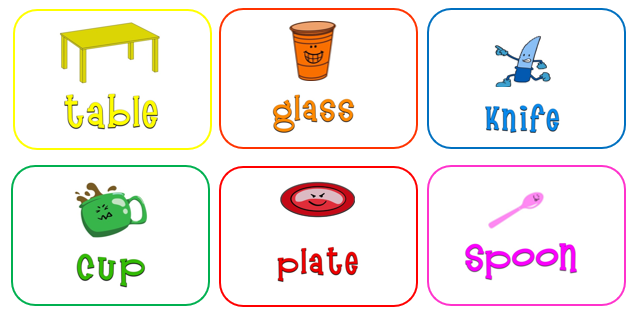 table
glass
Knife
cup
plate
spoon